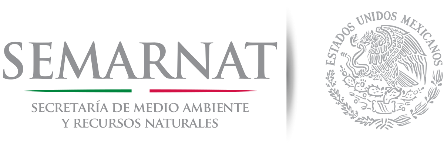 SEMARNAT
SECRETARÍA DE MEDIO AMBIENTE
Y RECURSOS NATURALES
ESTADOS UNIDOS MEXICANOS